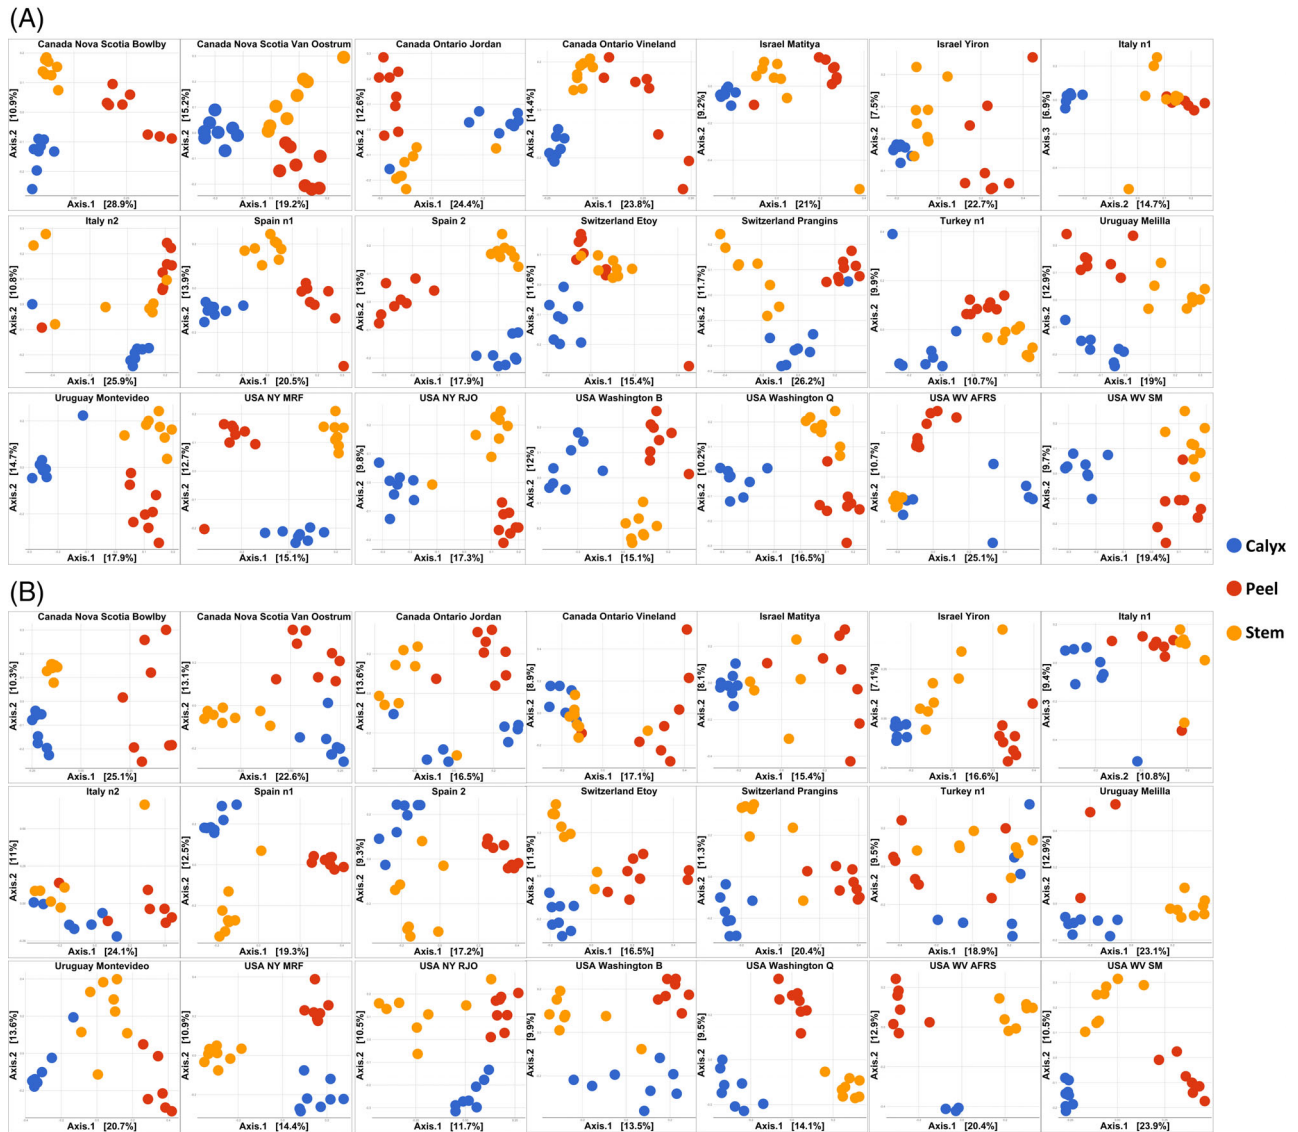 (A)
Canada Nova Scotia Bowlby
Axis.2 [10.9%]
Axis.1 [28.9%]
Canada Nova Scotia Van Oostrum
Axis.2 [15.2%]
Axis.1 [19.2%]
Canada Ontario Jordan
Axis.2 [12.6%]
Axis.1 [24.4%]
Canada Ontario Vineland
Axis.2 [14.4%]
Axis.1 [23.8%]
Israel Matitya
Axis.2 [9.2%]
Axis.1 [21%]
Israel Yiron
Axis.2 [7.5%]
Axis.1 [22.7%]
Italy n1
Axis.3 [6.9%]
Axis.2 [14.7%]
Italy n2
Axis.2 [10.8%]
Axis.1 [25.9%]
Spain n1
Axis.2 [13.9%]
Axis.1 [20.5%]
Spain 2
Axis.2 [13%]
Axis.1 [17.9%]
Switzerland Etoy
Axis.2 [11.6%]
Axis.1 [15.4%]
Switzerland Prangins
Axis.2 [11.7%]
Axis.1 [26.2%]
Turkey n1
Axis.2 [9.9%]
Axis.1 [10.7%]
Uruguay Melilla
Axis.2 [12.9%]
Axis.1 [19%]
Uruguay Montevideo
Axis.2 [14.7%]
Axis.1 [17.9%]
USA NY MRF
Axis.2 [12.7%]
Axis.1 [15.1%]
USA NY RJO
Axis.2 [9.8%]
Axis.1 [17.3%]
USA Washington B
Axis.2 [12%]
Axis.1 [15.1%]
USA Washington Q
Axis.2 [10.2%]
Axis.1 [16.5%]
USA WV AFRS
Axis.2 [10.7%]
Axis.1 [25.1%]
USA WV SM
Axis.2 [9.7%]
Axis.1 [19.4%]
Calyx
Peel
Stem
(B)
Canada Nova Scotia Bowlby
Axis.2 [10.3%]
Axis.1 [25.1%]
Canada Nova Scotia Van Oostrum
Axis.2 [13.1%]
Axis.1 [22.6%]
Canada Ontario Jordan
Axis.2 [13.6%]
Axis.1 [16.5%]
Canada Ontario Vineland
Axis.2 [8.9%]
Axis.1 [17.1%]
Israel Matitya
Axis.2 [8.1%]
Axis.1 [15.4%]
Israel Yiron
Axis.2 [7.1%]
Axis.1 [16.6%]
Italy n1
Axis.3 [9.4%]
Axis.2 [10.8%]
Italy n2
Axis.2 [11%]
Axis.1 [24.1%]
Spain n1
Axis.2 [12.5%]
Axis.1 [19.3%]
Spain 2
Axis.2 [9.3%]
Axis.1 [17.2%]
Switzerland Etoy
Axis.2 [11.9%]
Axis.1 [16.5%]
Switzerland Prangins
Axis.2 [11.3%]
Axis.1 [20.4%]
Turkey n1
Axis.2 [9.5%]
Axis.1 [18.9%]
Uruguay Melilla
Axis.2 [12.9%]
Axis.1 [23.1%]
Uruguay Montevideo
Axis.2 [13.6%]
Axis.1 [20.7%]
USA NY MRF
Axis.2 [10.9%]
Axis.1 [14.4%]
USA NY RJO
Axis.2 [10.5%]
Axis.1 [11.7%]
USA Washington B
Axis.2 [9.9%]
Axis.1 [13.5%]
USA Washington Q
Axis.2 [9.5%]
Axis.1 [14.1%]
USA WV AFRS
Axis.2 [12.9%]
Axis.1 [20.4%]
USA WV SM
Axis.2 [10.5%]
Axis.1 [23.9%]